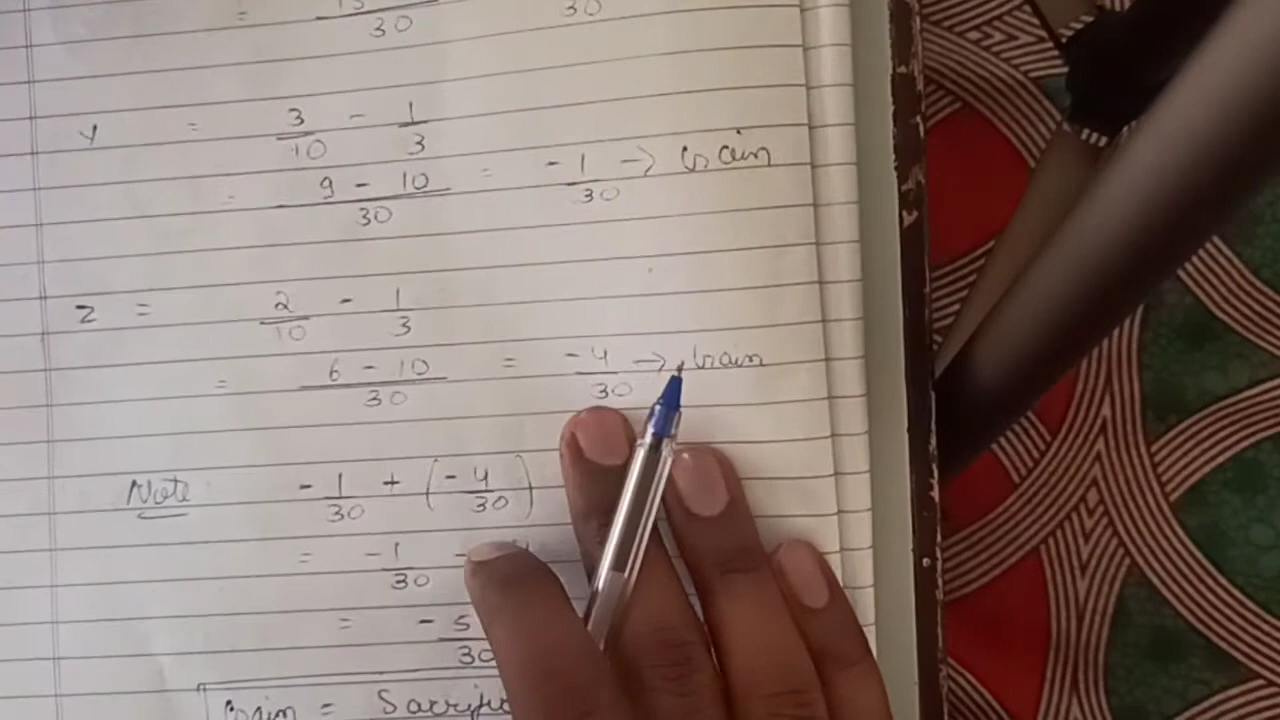 = 15 / 30   30
Y = 3/10 - 1/3
= 9 - 10 / 30 = -1/30 → Gain
Z = 2/10 - 1/3
= 6 - 10 / 30 = -4/30 → Gain
Note -1/30 + (-4/30)
= -1/30 -
= -5/30
Gain =